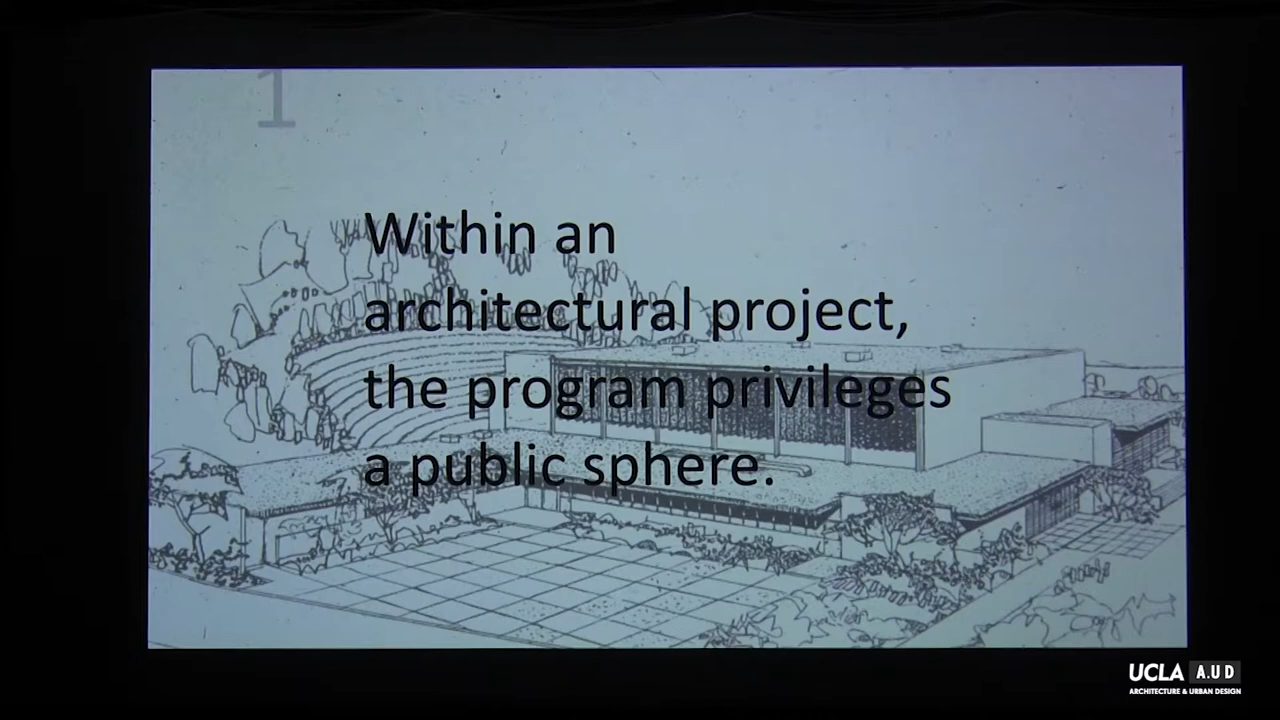 1
Within an
architectural project,
the program privileges
a public sphere.
UCLA A.U D
ARCHITECTURE & URBAN DESIGN